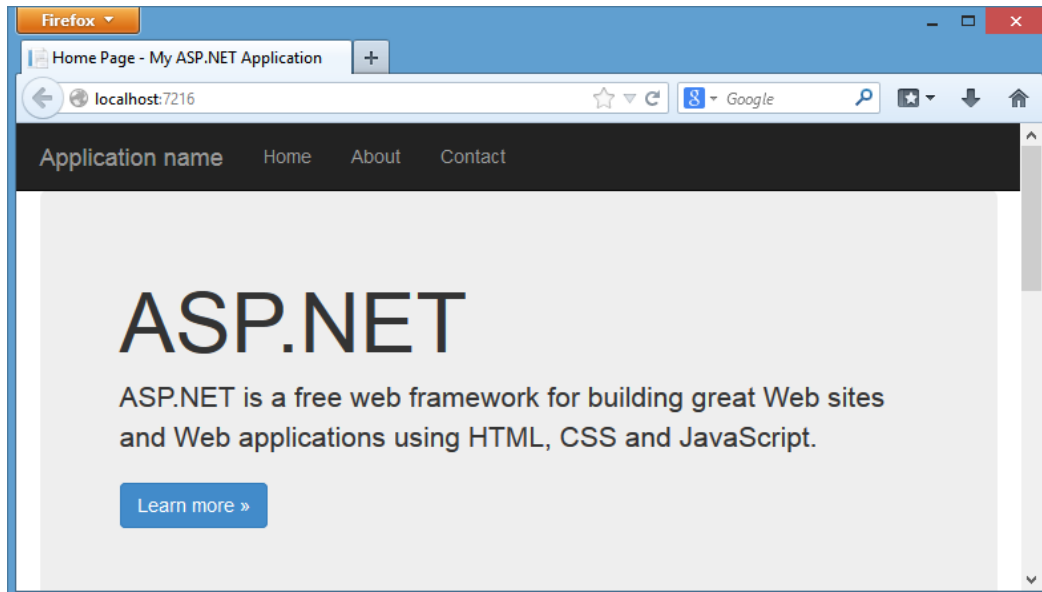 Firefox
Home Page - My ASP.NET Application
localhost:7216
Google
Application name Home About Contact
ASP.NET
ASP.NET is a free web framework for building great Web sites
and Web applications using HTML, CSS and JavaScript.
Learn more »